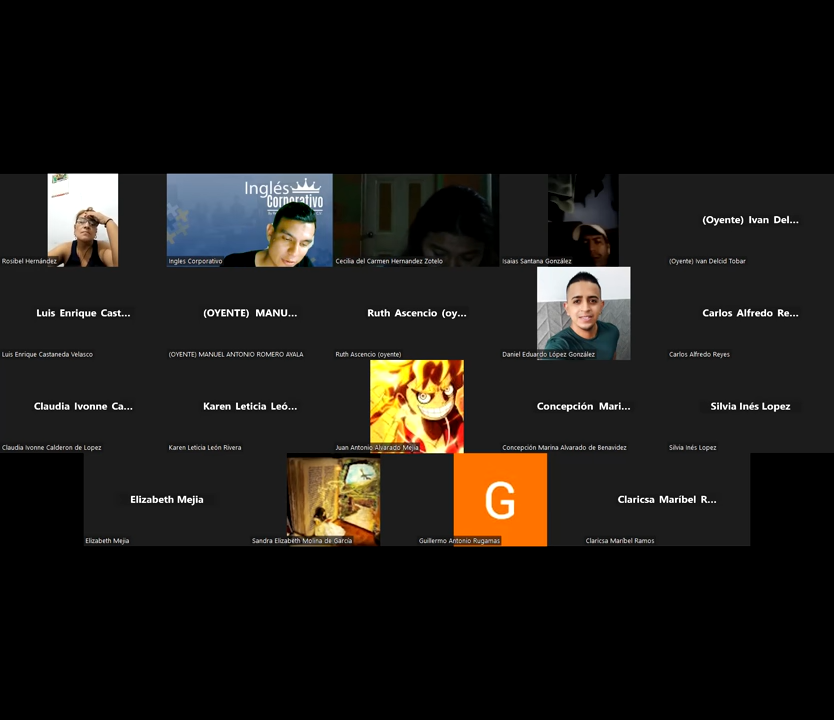 Inglés
Corporativo
Rosibel Hernández
Ingles Corporativo
Cecilia del Carmen Hernandez Zotelo
Isaias Santana González
(Oyente) Ivan Del...
(Oyente) Ivan Delcid Tobar
Luis Enrique Cast...
Luis Enrique Castaneda Velasco
(OYENTE) MANU...
(OYENTE) MANUEL ANTONIO ROMERO AYALA
Ruth Ascencio (oy...
Ruth Ascencio (oyente)
Daniel Eduardo López González
Carlos Alfredo Re...
Carlos Alfredo Reyes
Claudia Ivonne Ca...
Claudia Ivonne Calderon de Lopez
Karen Leticia Leó...
Karen Leticia León Rivera
Juan Antonio Alvarado Mejia
Concepción Mari...
Concepción Marina Alvarado de Benavidez
Silvia Inés Lopez
Silvia Inés Lopez
Elizabeth Mejia
Elizabeth Mejia
Sandra Elizabeth Molina de Garcia
G
Guillermo Antonio Rugamas
Claricsa Maríbel R...
Claricsa Maríbel Ramos